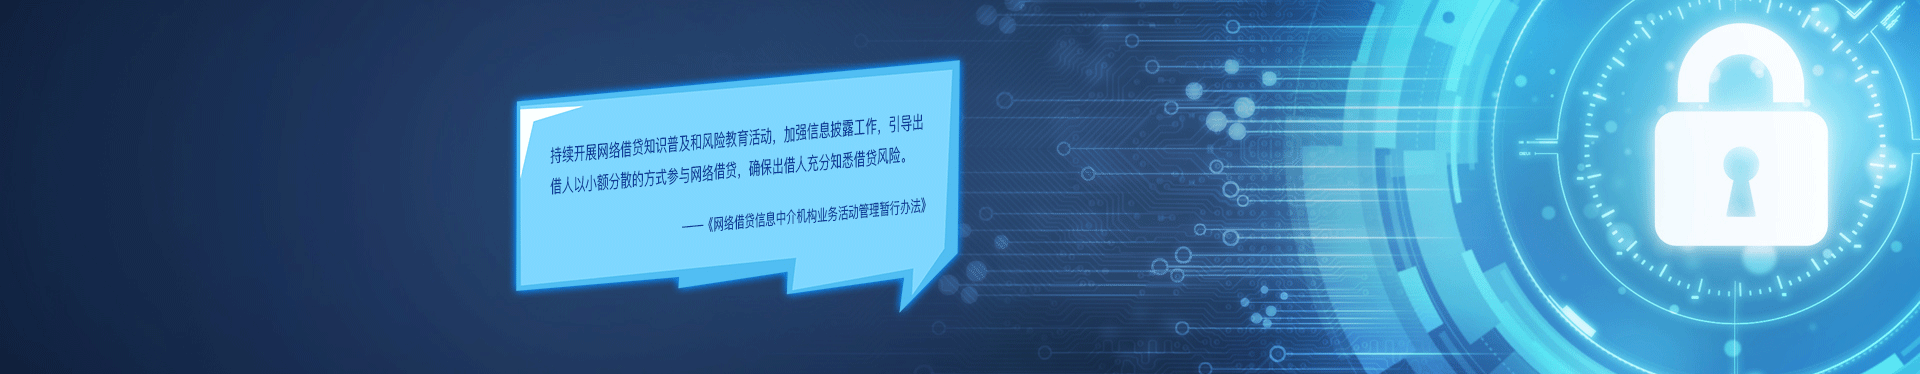 持续开展网络借贷知识普及和风险教育活动，加强信息披露工作，引导出
借人以小额分散的方式参与网络借贷，确保出借人充分知悉借贷风险。
——《网络借贷信息中介机构业务活动管理暂行办法》